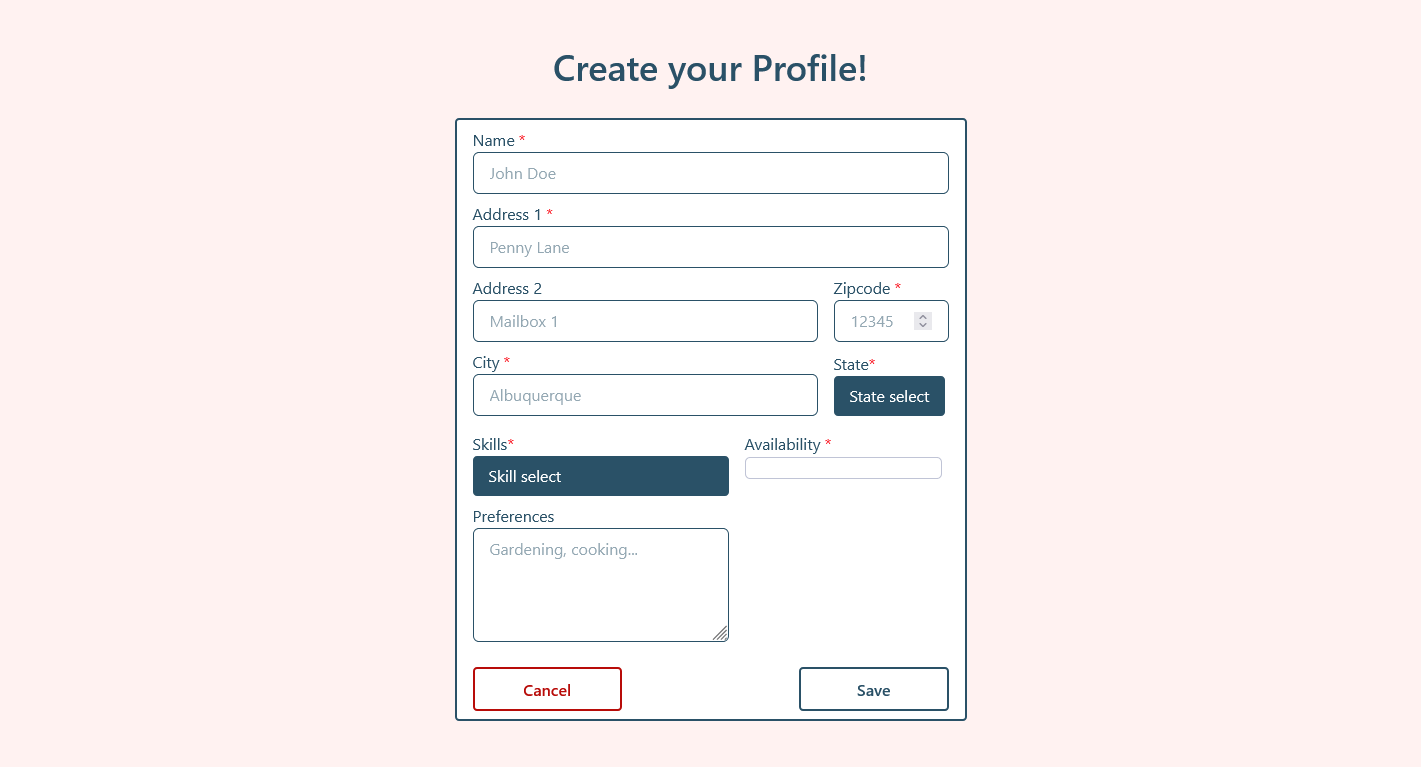 Create your Profile!
Name *
John Doe
Address 1 *
Penny Lane
Address 2
Zipcode *
Mailbox 1
12345
City *
State*
Albuquerque
State select
Skills*
Availability *
Skill select
Preferences
Gardening, cooking...
Cancel
Save